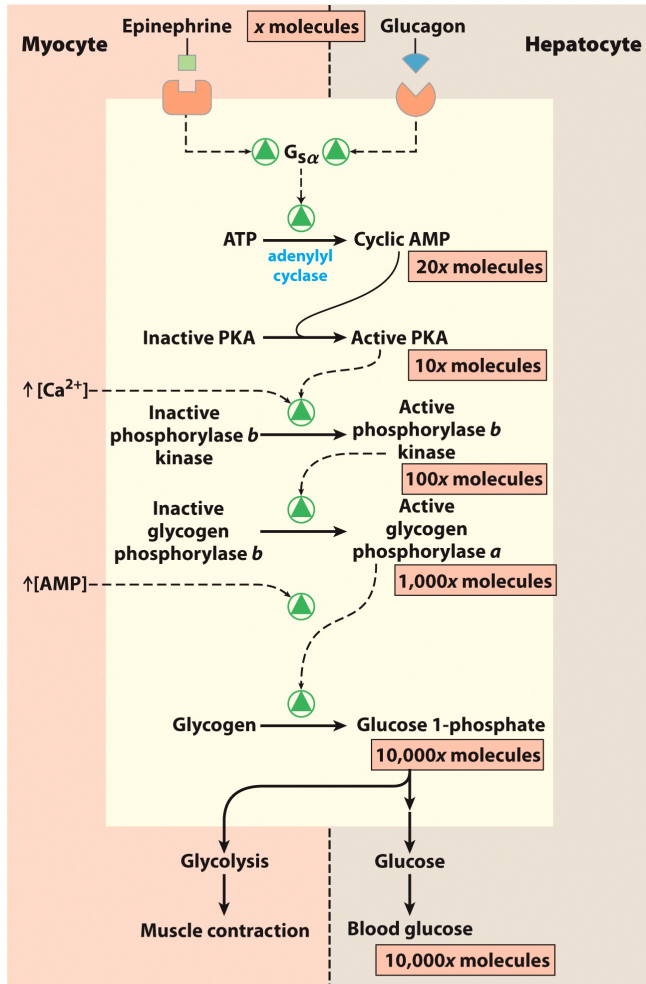 Myocyte
Epinephrine
x molecules
Glucagon
Hepatocyte
Gsα
ATP
Cyclic AMP
adenylyl
cyclase
20x molecules
Inactive PKA
Active PKA
10x molecules
↑[Ca²⁺]
Inactive
phosphorylase b
kinase
Active
phosphorylase b
kinase
100x molecules
Inactive
glycogen
phosphorylase b
Active
glycogen
phosphorylase a
1,000x molecules
↑[AMP]
Glycogen
Glucose 1-phosphate
10,000x molecules
Glycolysis
Glucose
Muscle contraction
Blood glucose
10,000x molecules